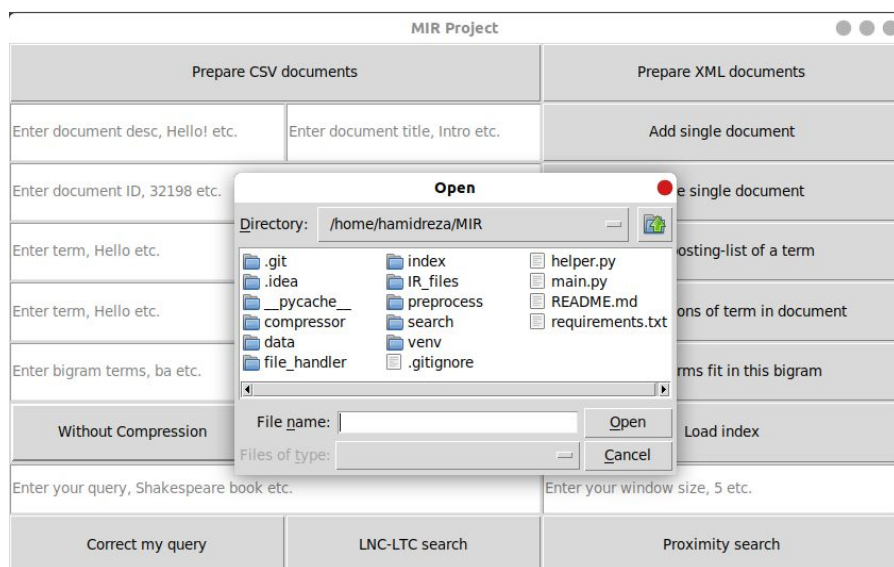 MIR Project
Prepare CSV documents
Prepare XML documents
Enter document desc, Hello! etc.
Enter document title, Intro etc.
Add single document
Enter document ID, 32198 etc.
e single document
Enter term, Hello etc.
osting-list of a term
Enter term, Hello etc.
ons of term in document
Enter bigram terms, ba etc.
rms fit in this bigram
Without Compression
Load index
Enter your query, Shakespeare book etc.
Enter your window size, 5 etc.
Correct my query
LNC-LTC search
Proximity search
Open
Directory: /home/hamidreza/MIR
.git
.idea
__pycache__
compressor
data
file_handler
index
IR_files
preprocess
search
venv
.gitignore
helper.py
main.py
README.md
requirements.txt
File name:
Open
Files of type:
Cancel